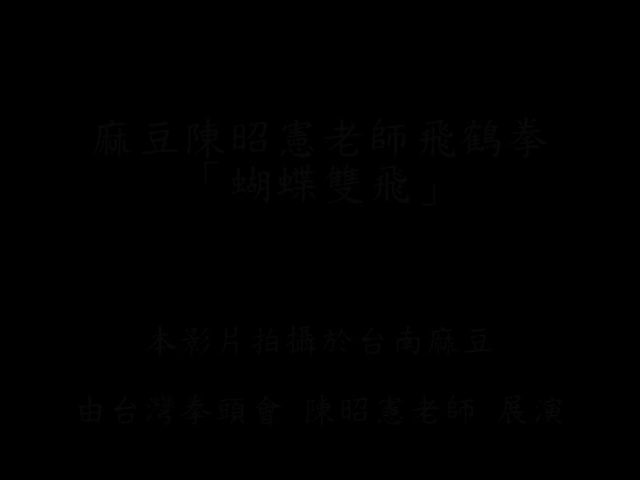 麻豆陳昭憲老師飛鶴拳
「蝴蝶雙飛」
本影片拍攝於台南麻豆
由台灣拳頭會 陳昭憲老師 展演